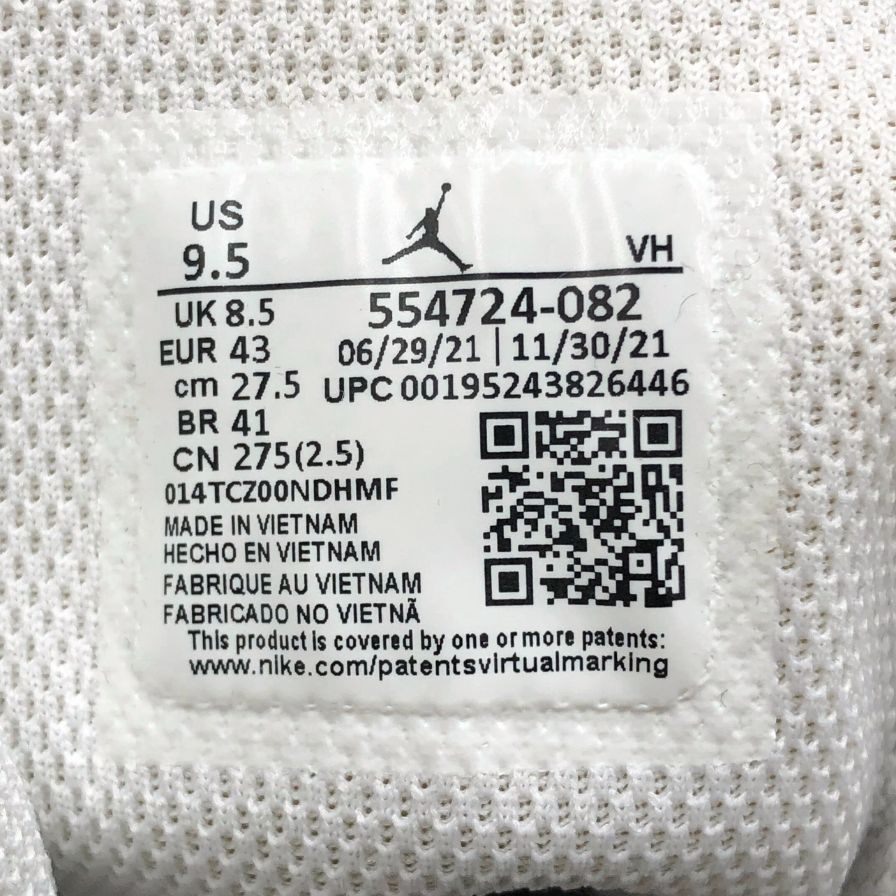 US
9.5
VH
UK 8.5
554724-082
EUR 43
06/29/21 | 11/30/21
cm 27.5
UPC 00195243826446
BR 41
CN 275(2.5)
014TCZ00NDHMF
MADE IN VIETNAM
HECHO EN VIETNAM
FABRIQUE AU VIETNAM
FABRICADO NO VIETNÃ
This product is covered by one or more patents:
www.nike.com/patentsvirtualmarking